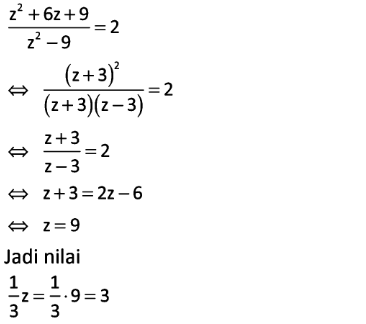 (z² + 6z + 9)/(z² − 9) = 2
⇔ (z + 3)²/((z + 3)(z − 3)) = 2
⇔ (z + 3)/(z − 3) = 2
⇔ z + 3 = 2z − 6
⇔ z = 9
Jadi nilai
1/3 z = 1/3 · 9 = 3